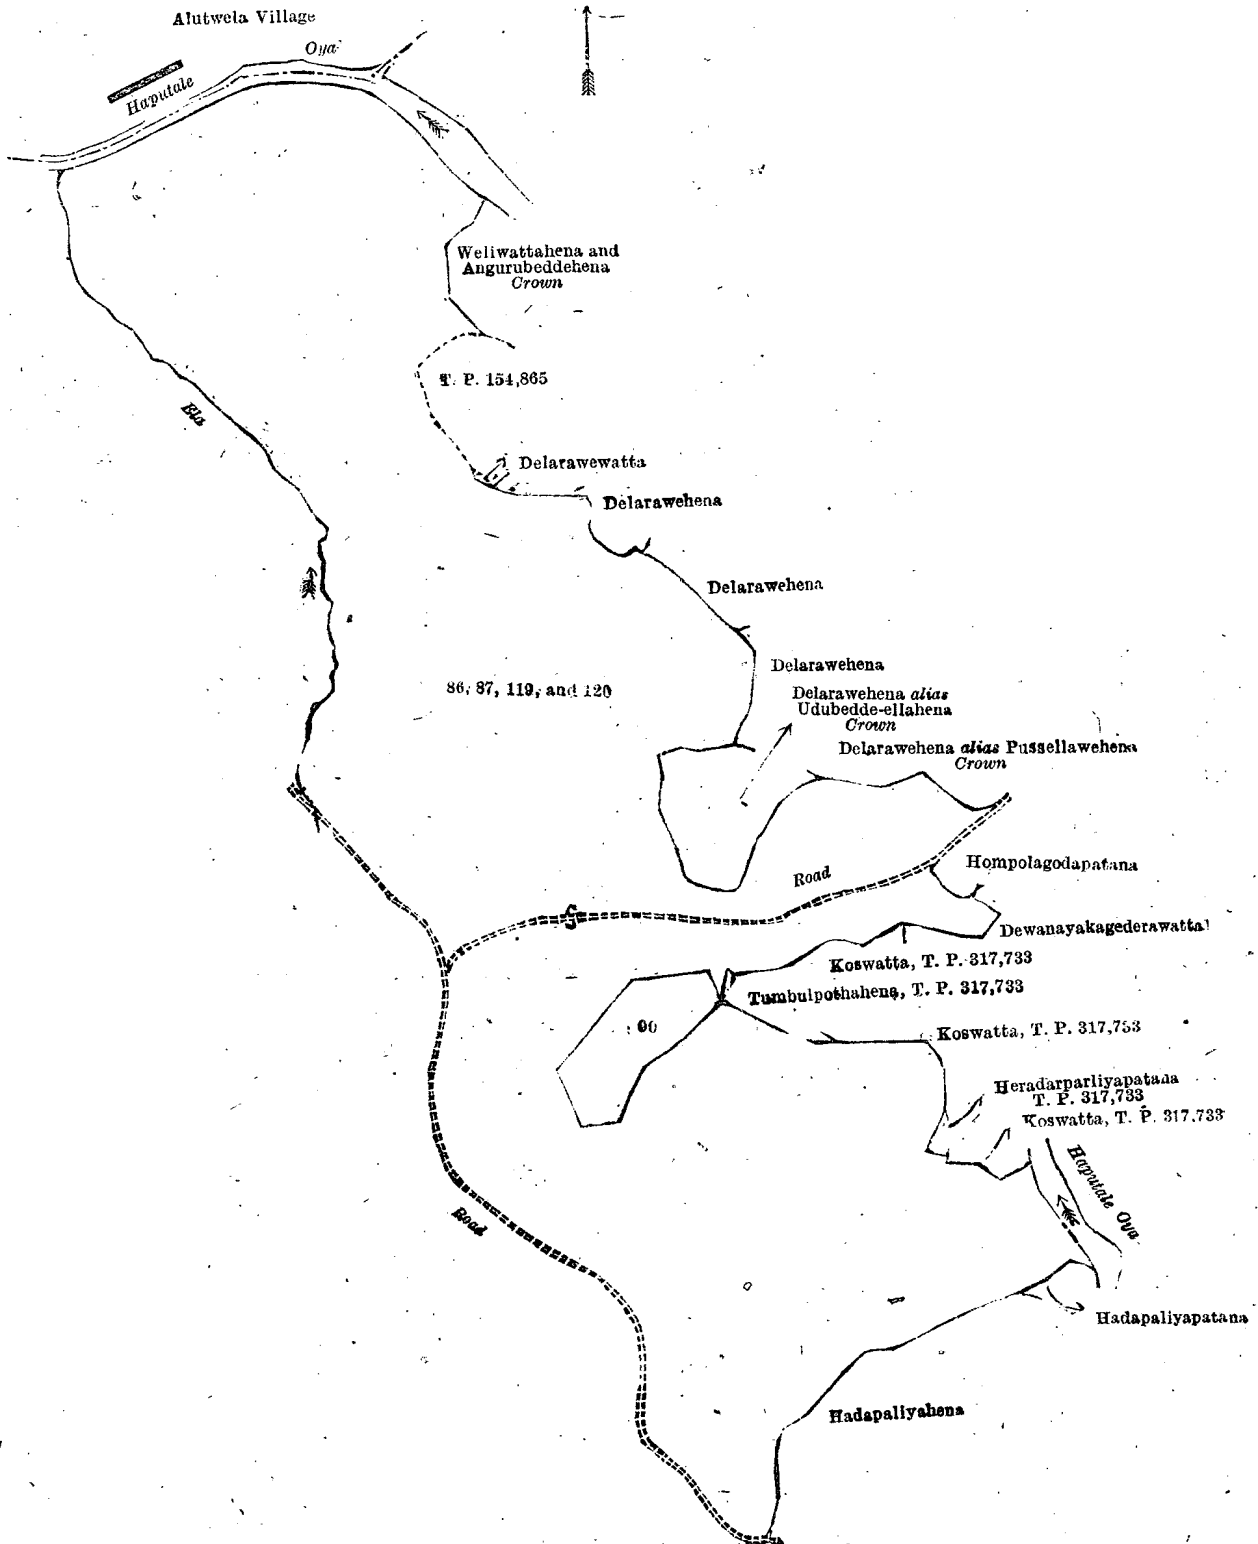 Alutwela Village
Oya
Haputale
Weliwattahena and
Angurubeddehena
Crown
T. P. 154,865
Ela
Delarawewatta
Delarawehena
Delarawehena
Delarawehena
86, 87, 119, and 120
Delarawehena alias
Udubedde-ellahena
Crown
Delarawehena alias Pussellawehena
Crown
Hompolagodapatana
Road
Dewanayakagederawatta
Koswatta, T. P. 317,733
Tumbulpothahena, T. P. 317,733
Koswatta, T. P. 317,733
Heradarparliyapatana
T. P. 317,733
Koswatta, T. P. 317,733
Haputale Oya
Road
Hadapaliyapatana
Hadapaliyahena